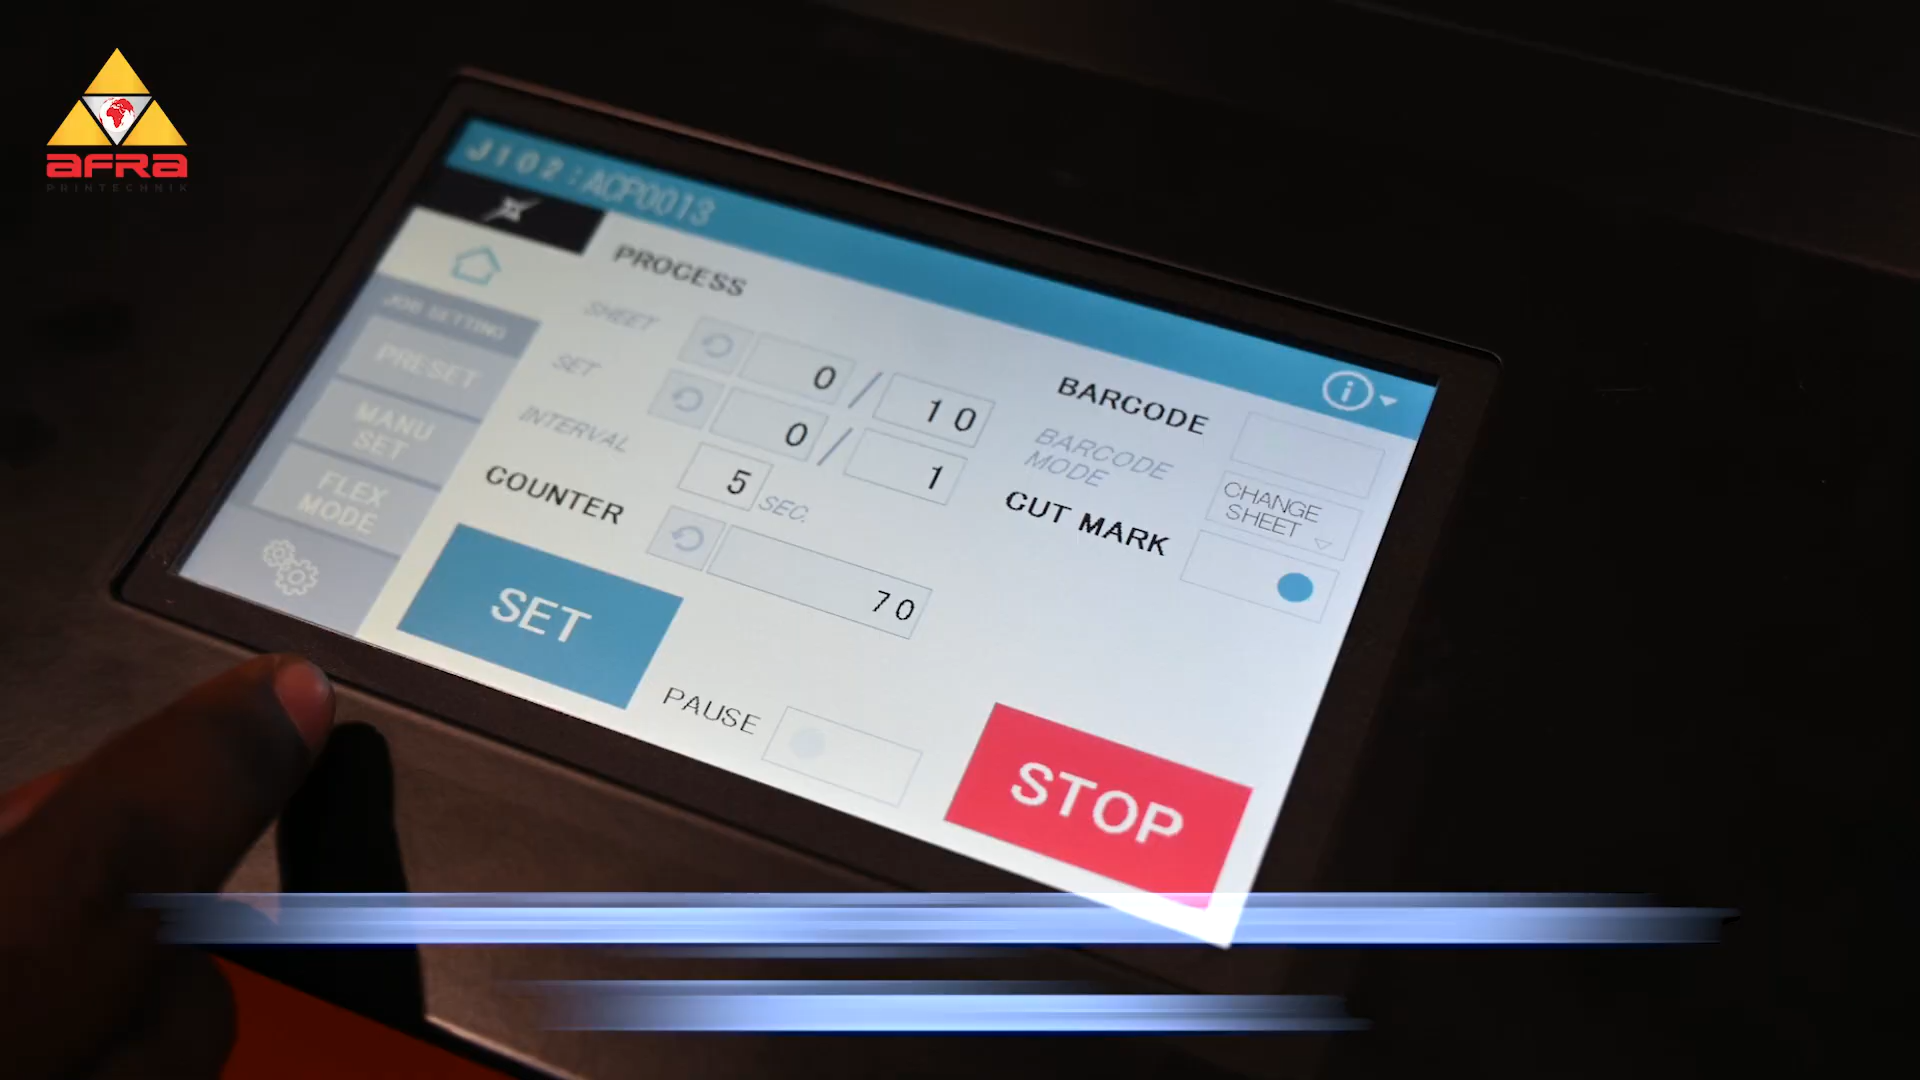 AFRA
PRINTECHNIK
J102:ACP0013
PROCESS
SHEET 0 / 10
SET 0 / 1
INTERVAL 5 SEC.
COUNTER 70
BARCODE
BARCODE MODE
CHANGE SHEET
CUT MARK
JOB SETTING
PRESET
MANU SET
FLEX MODE
SET
PAUSE
STOP